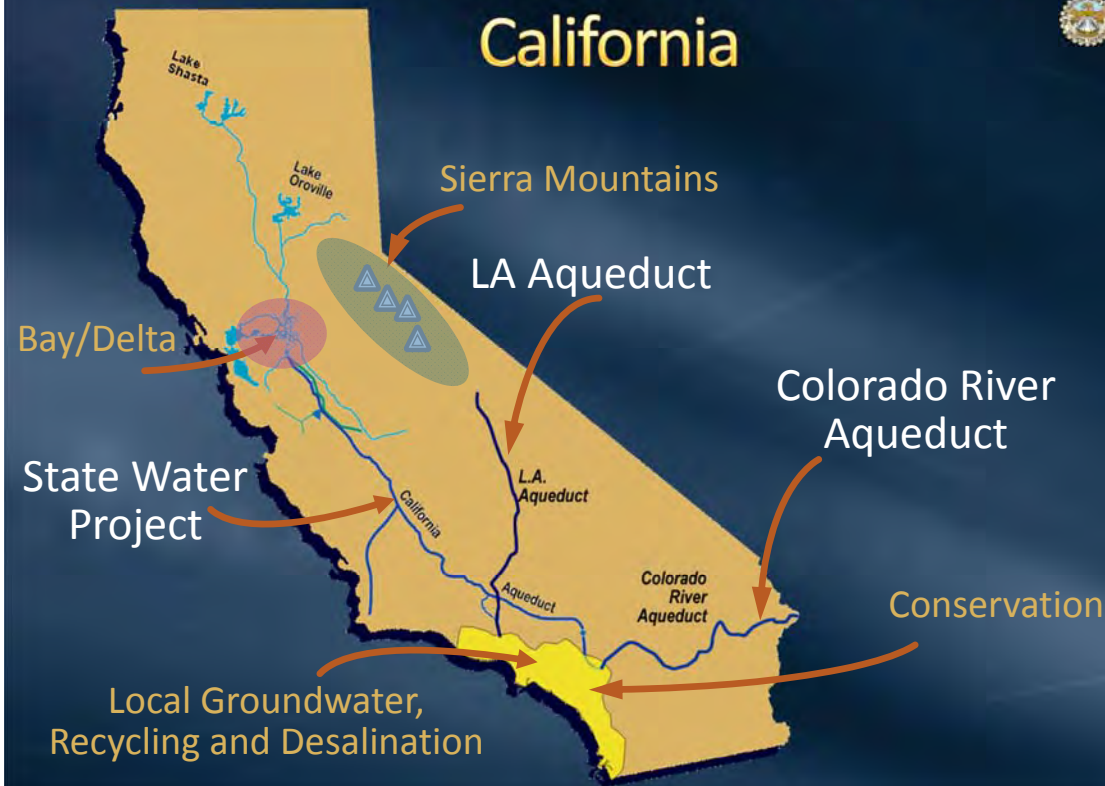 California
Lake
Shasta
Lake
Oroville
Sierra Mountains
LA Aqueduct
Bay/Delta
Colorado River
Aqueduct
State Water
Project
L.A.
Aqueduct
California
Aqueduct
Colorado
River
Aqueduct
Conservation
Local Groundwater,
Recycling and Desalination